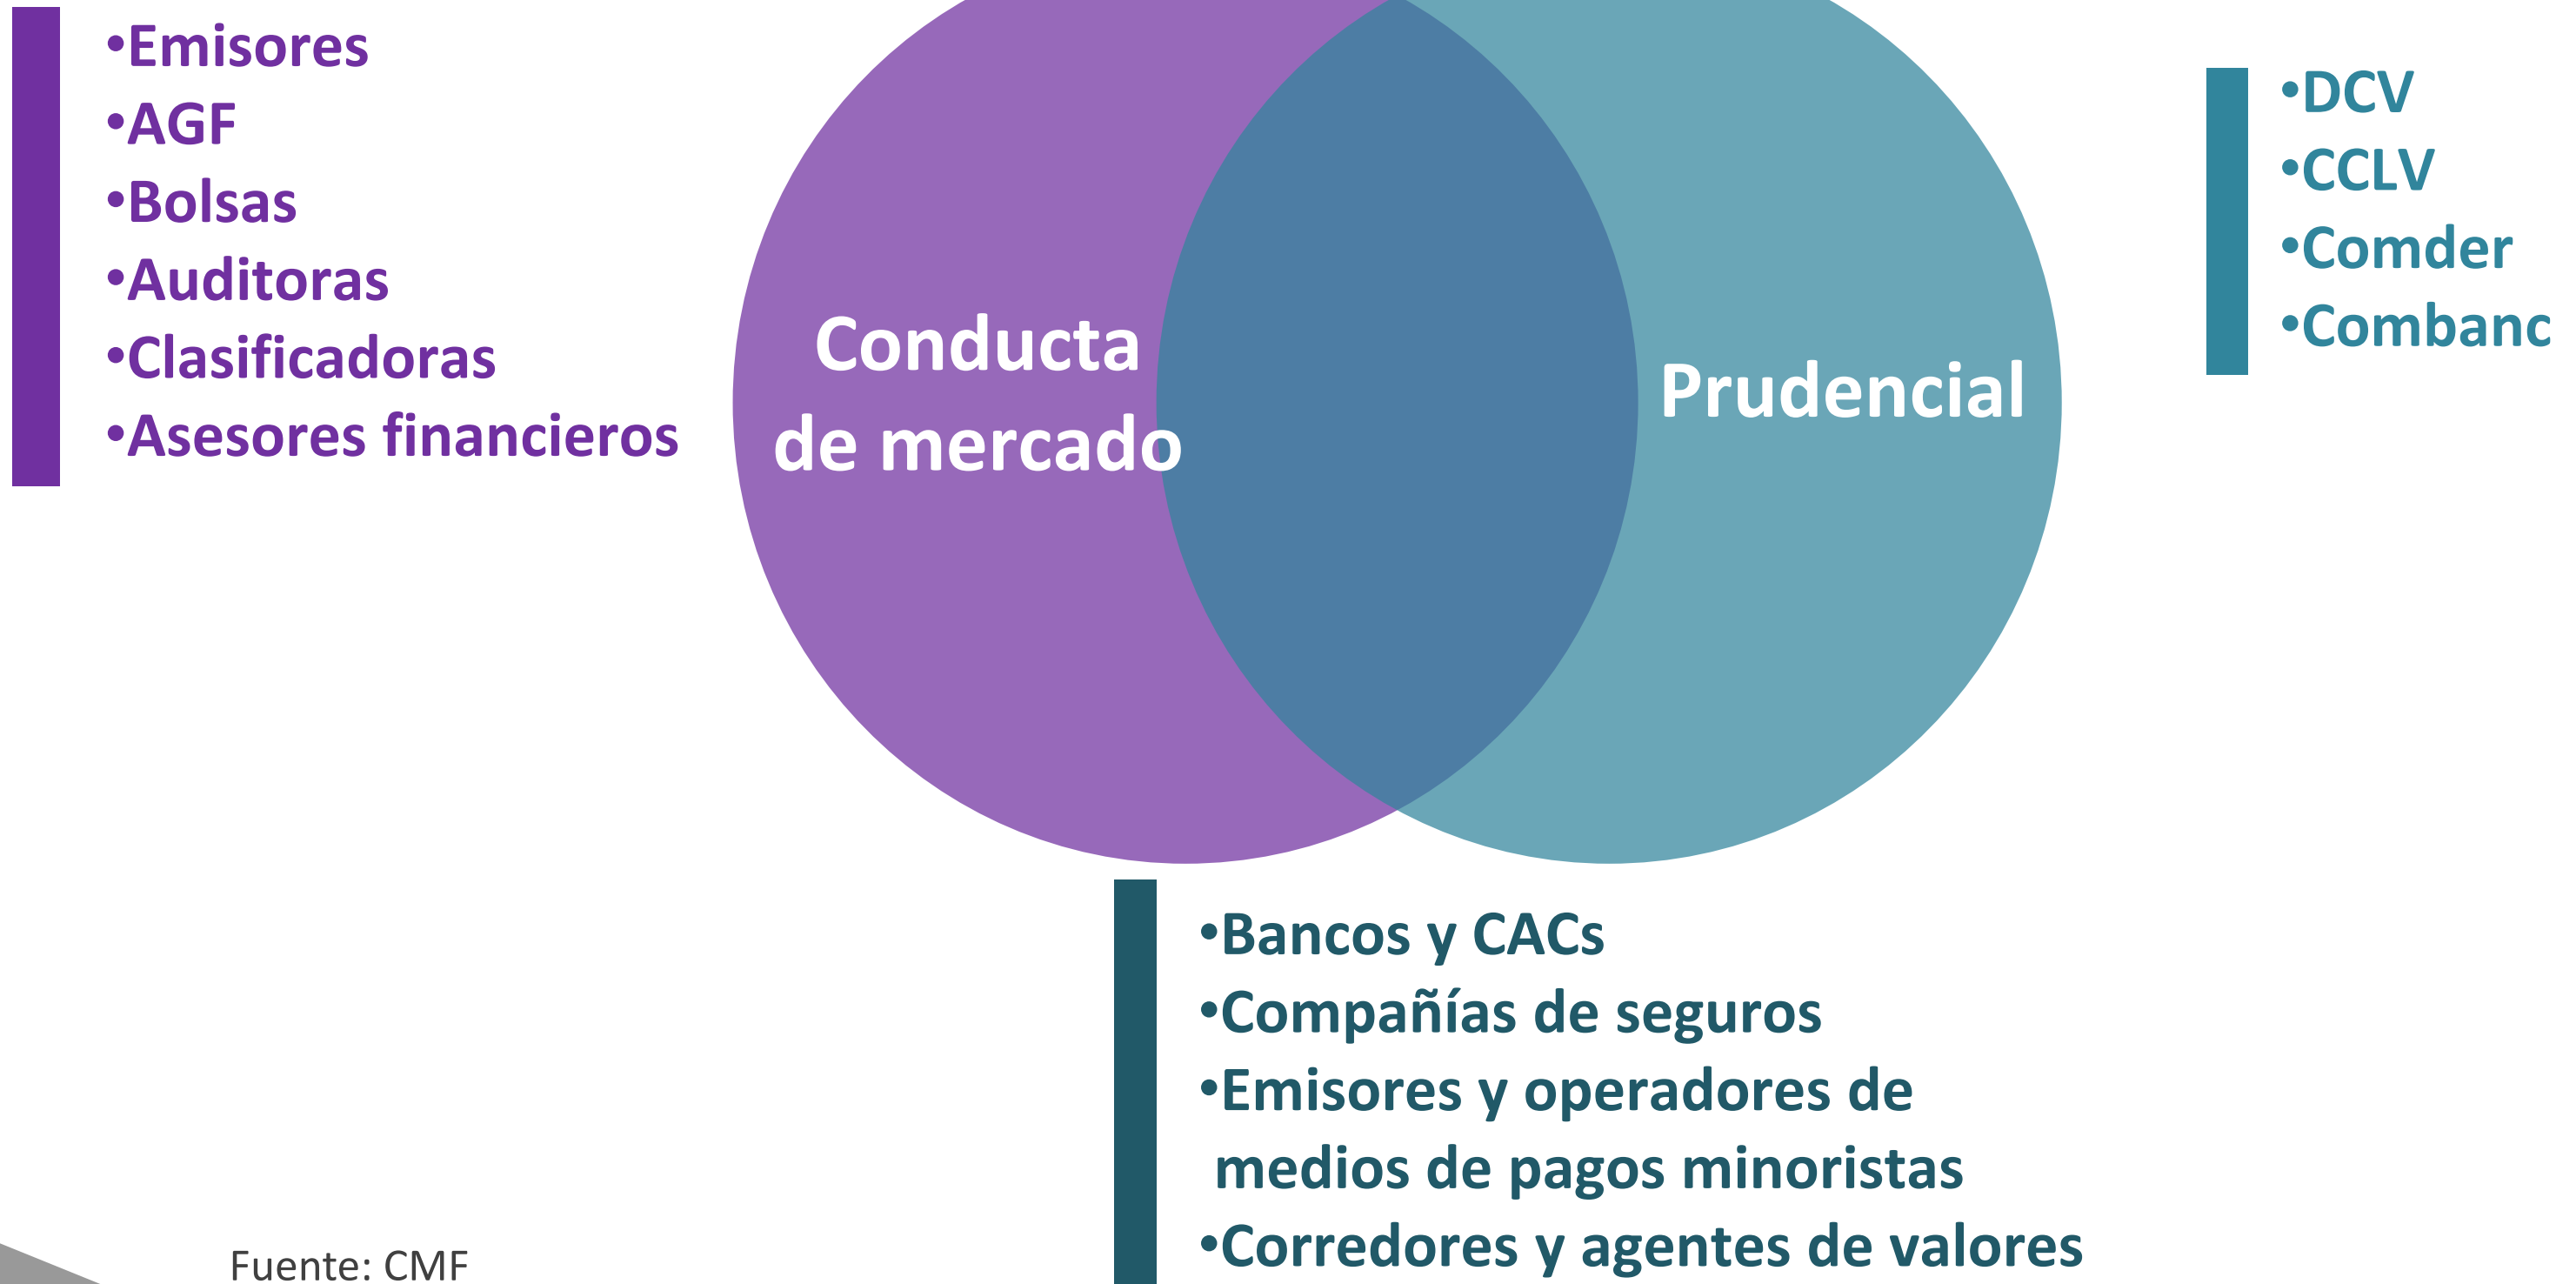 •Emisores
•AGF
•Bolsas
•Auditoras
•Clasificadoras
•Asesores financieros
Conducta
de mercado
Prudencial
•DCV
•CCLV
•Comder
•Combanc
•Bancos y CACs
•Compañías de seguros
•Emisores y operadores de
medios de pagos minoristas
•Corredores y agentes de valores
Fuente: CMF